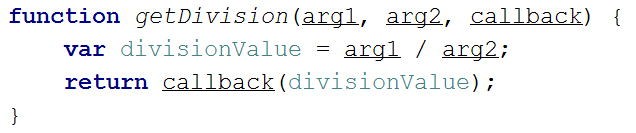 function getDivision(arg1, arg2, callback) {
    var divisionValue = arg1 / arg2;
    return callback(divisionValue);
}